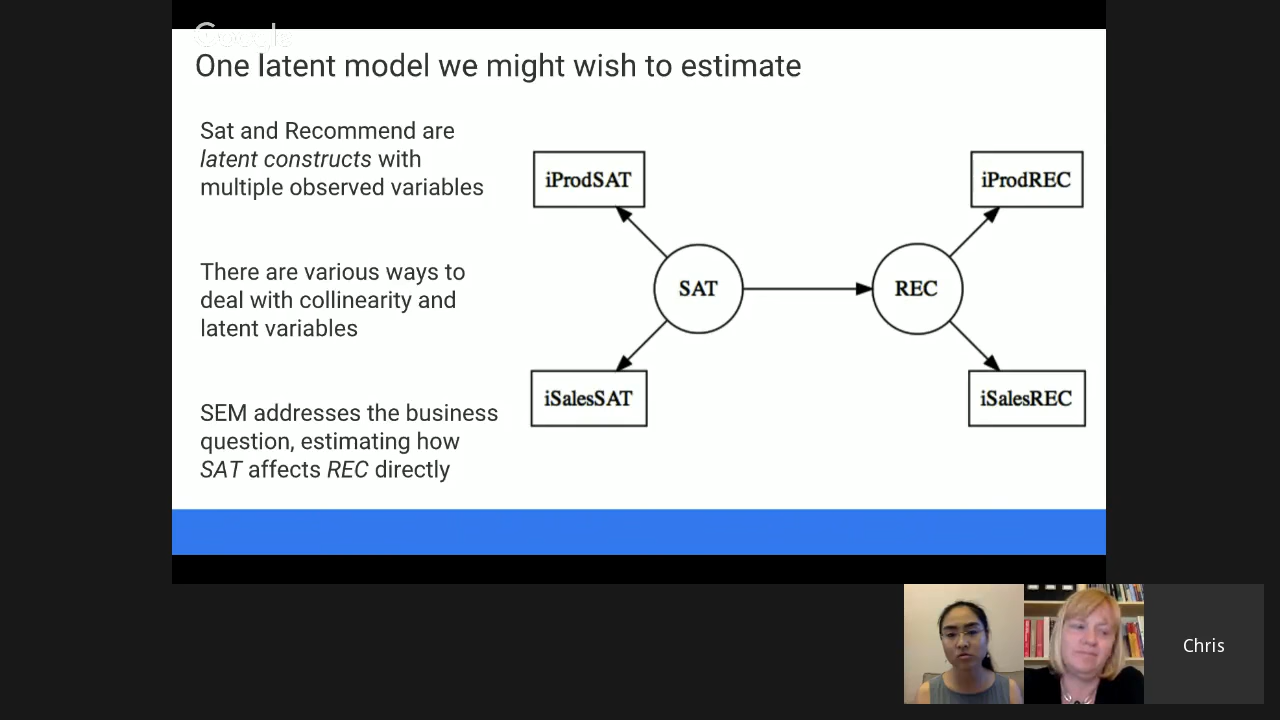 Google
One latent model we might wish to estimate
Sat and Recommend are
latent constructs with
multiple observed variables
There are various ways to
deal with collinearity and
latent variables
SEM addresses the business
question, estimating how
SAT affects REC directly
iProdSAT
iProdREC
SAT
REC
iSalesSAT
iSalesREC
Chris